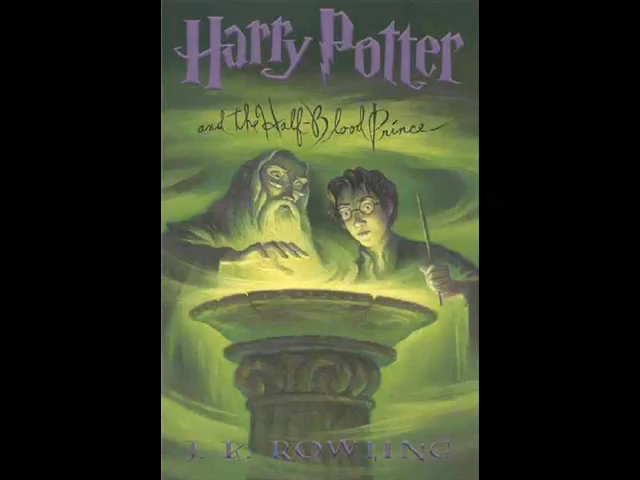 Harry Potter
and the Half-Blood Prince
J. K. ROWLING